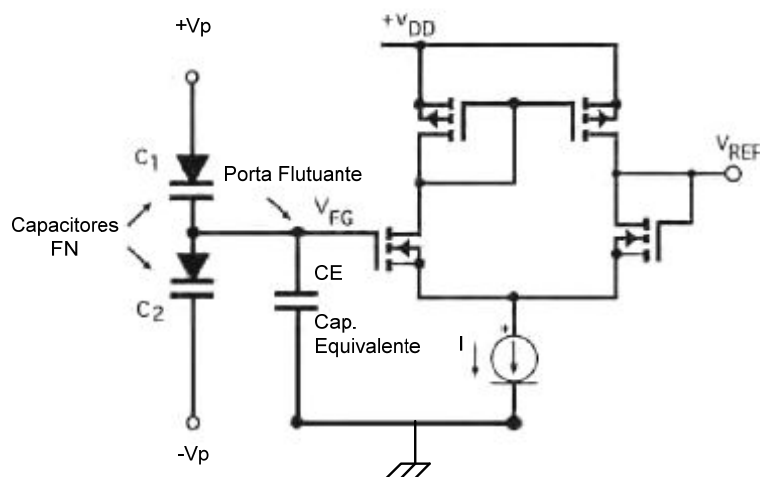 +Vp
+VDD
C1
Porta Flutuante
VREF
VFG
Capacitores
FN
CE
C2
Cap.
Equivalente
I
+
-Vp